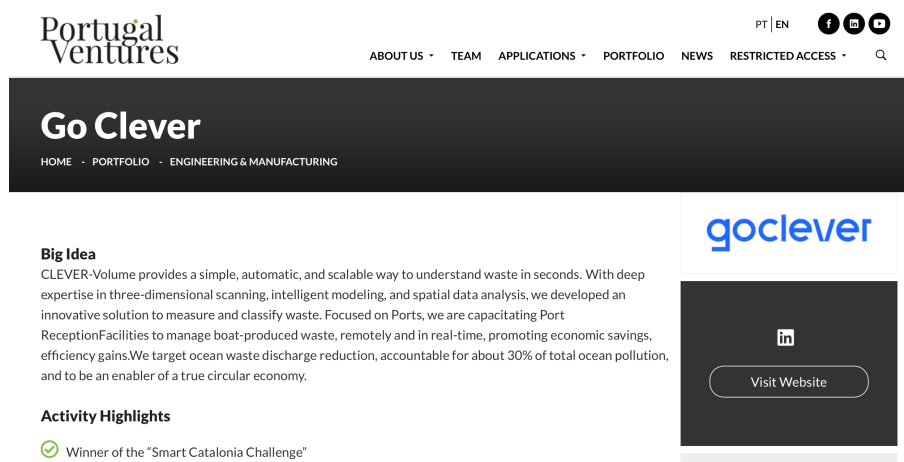 Portugal
Ventures
PT | EN
ABOUT US TEAM APPLICATIONS PORTFOLIO NEWS RESTRICTED ACCESS
Go Clever
HOME - PORTFOLIO - ENGINEERING & MANUFACTURING
goclever
Big Idea
CLEVER-Volume provides a simple, automatic, and scalable way to understand waste in seconds. With deep
expertise in three-dimensional scanning, intelligent modeling, and spatial data analysis, we developed an
innovative solution to measure and classify waste. Focused on Ports, we are capacitating Port
ReceptionFacilities to manage boat-produced waste, remotely and in real-time, promoting economic savings,
efficiency gains.We target ocean waste discharge reduction, accountable for about 30% of total ocean pollution,
and to be an enabler of a true circular economy.
in
Visit Website
Activity Highlights
Winner of the “Smart Catalonia Challenge”